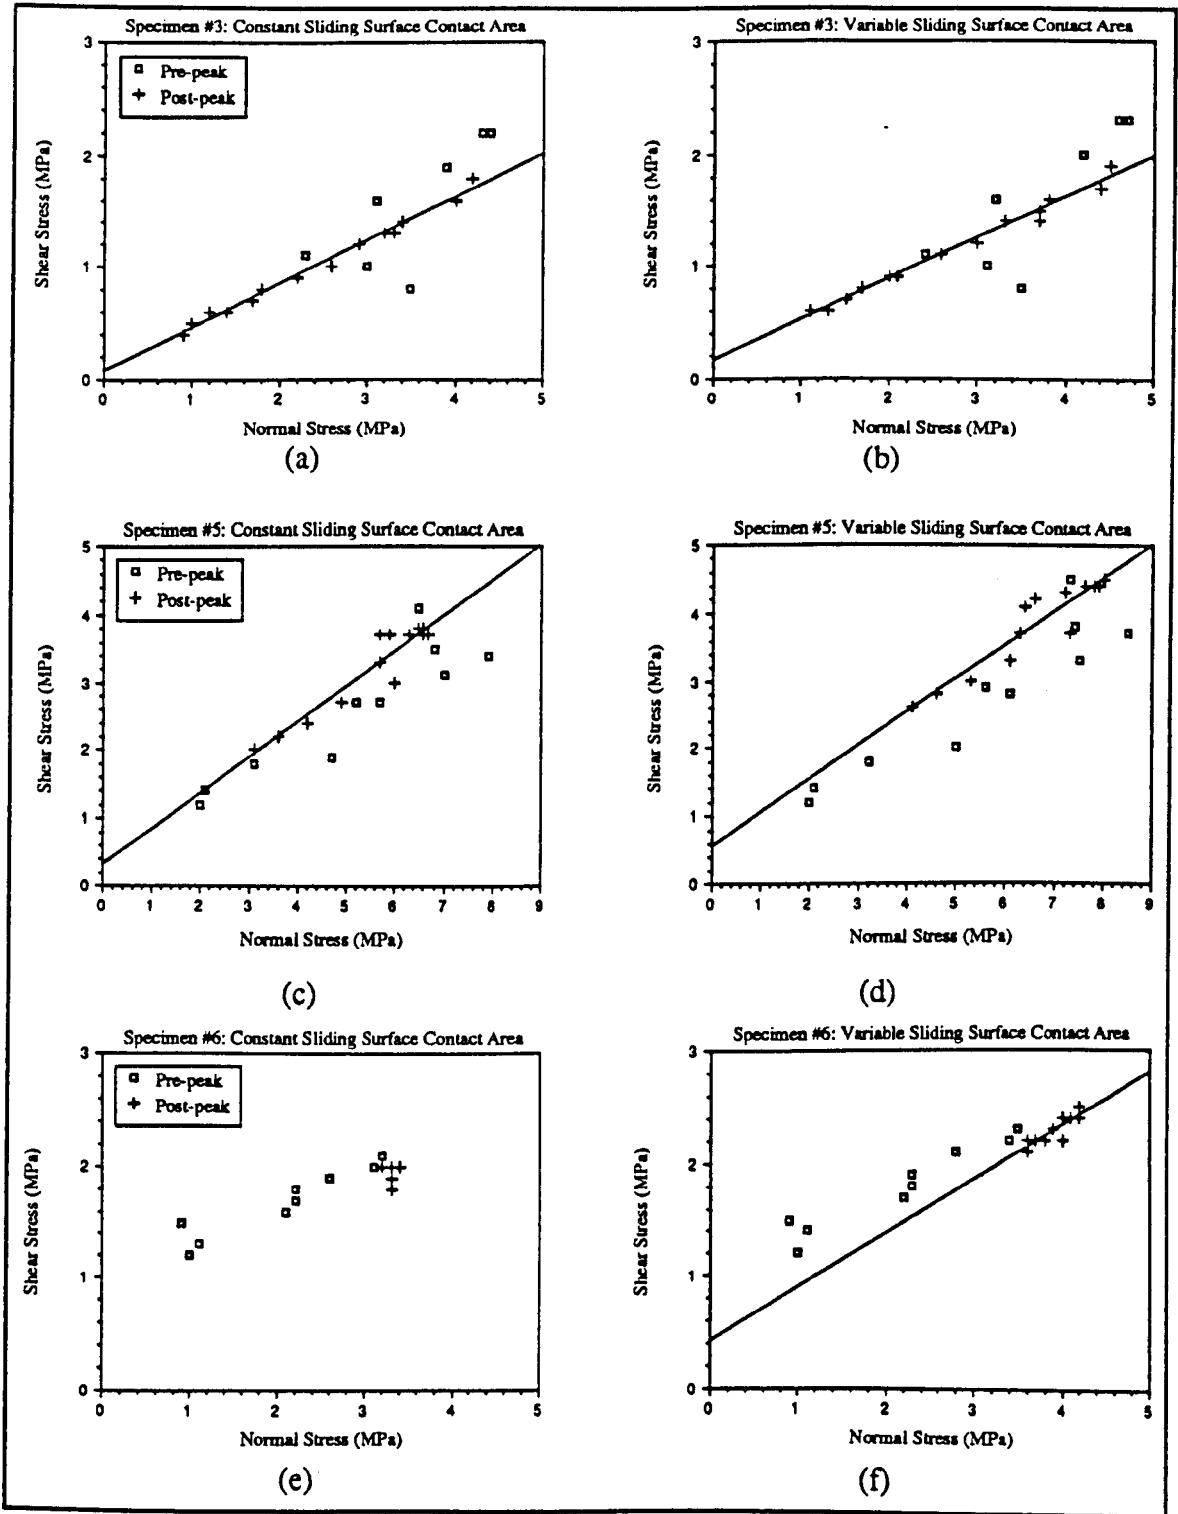 Specimen #3: Constant Sliding Surface Contact Area
3
2
1
0
Shear Stress (MPa)
Pre-peak
Post-peak
0 1 2 3 4 5
Normal Stress (MPa)
(a)
Specimen #3: Variable Sliding Surface Contact Area
3
2
1
0
Shear Stress (MPa)
0 1 2 3 4 5
Normal Stress (MPa)
(b)
Specimen #5: Constant Sliding Surface Contact Area
5
4
3
2
1
0
Shear Stress (MPa)
Pre-peak
Post-peak
0 1 2 3 4 5 6 7 8 9
Normal Stress (MPa)
(c)
Specimen #5: Variable Sliding Surface Contact Area
5
4
3
2
1
0
Shear Stress (MPa)
0 1 2 3 4 5 6 7 8 9
Normal Stress (MPa)
(d)
Specimen #6: Constant Sliding Surface Contact Area
3
2
1
0
Shear Stress (MPa)
Pre-peak
Post-peak
0 1 2 3 4 5
Normal Stress (MPa)
(e)
Specimen #6: Variable Sliding Surface Contact Area
3
2
1
0
Shear Stress (MPa)
0 1 2 3 4 5
Normal Stress (MPa)
(f)